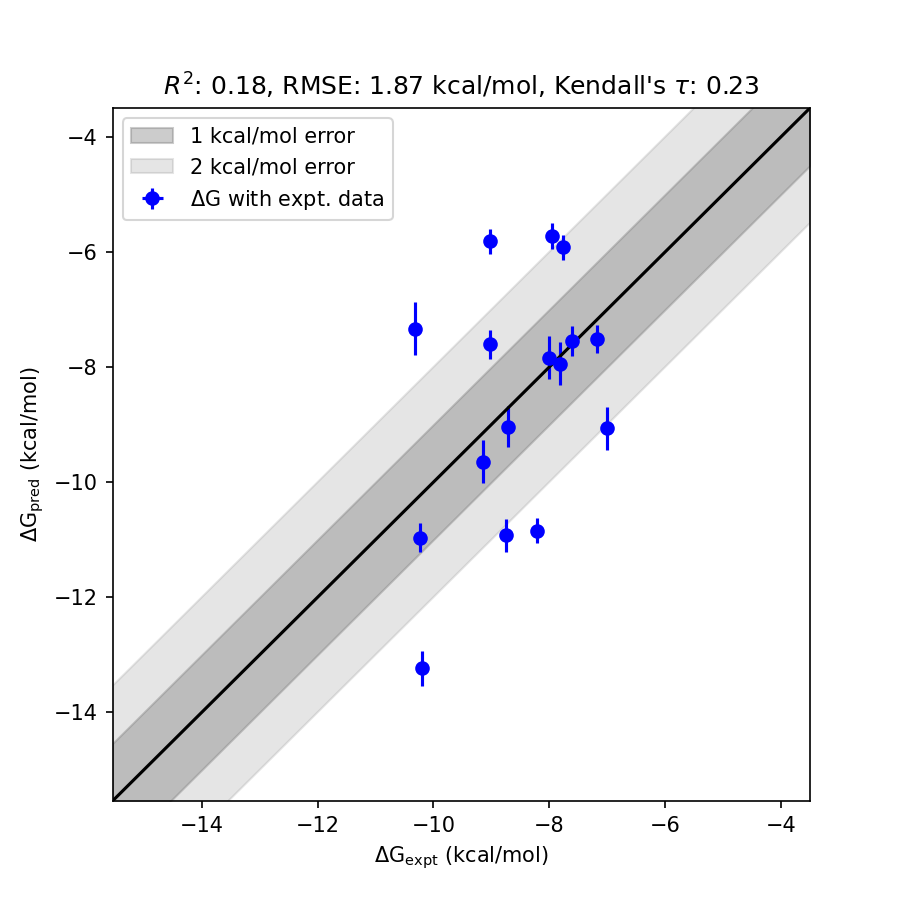 R²: 0.18, RMSE: 1.87 kcal/mol, Kendall's τ: 0.23
1 kcal/mol error
2 kcal/mol error
ΔG with expt. data
−4
−6
−8
−10
−12
−14
ΔGpred (kcal/mol)
−14
−12
−10
−8
−6
−4
ΔGexpt (kcal/mol)